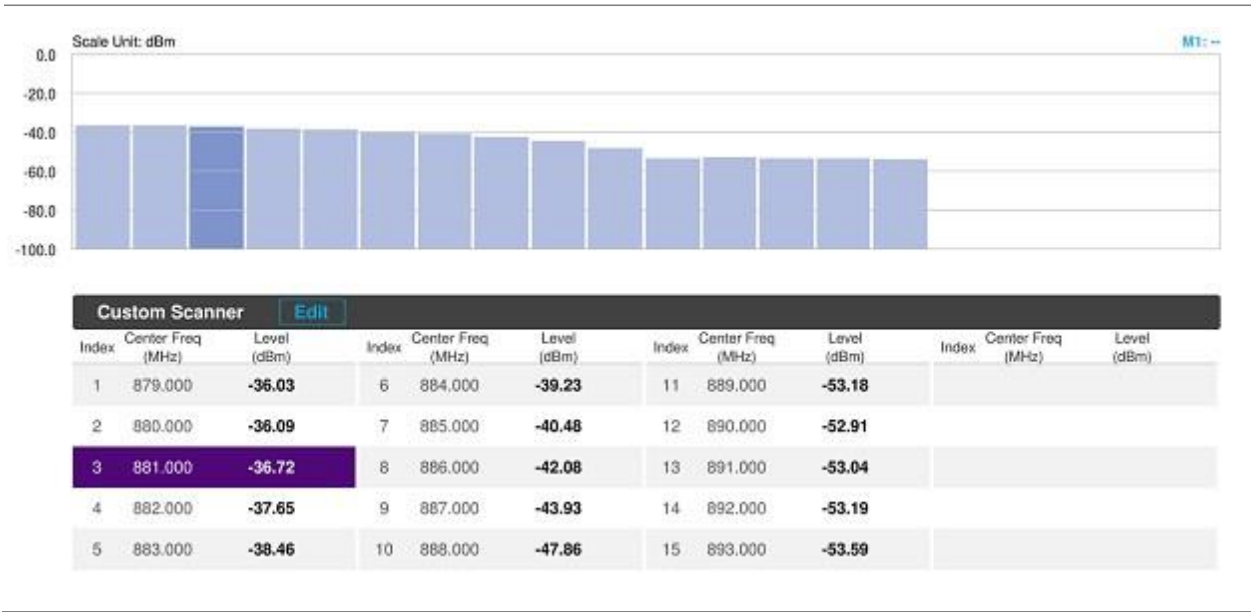 Scale Unit: dBm M1: --
0.0
-20.0
-40.0
-60.0
-80.0
-100.0
Custom Scanner Edit
Index Center Freq (MHz) Level (dBm) Index Center Freq (MHz) Level (dBm) Index Center Freq (MHz) Level (dBm) Index Center Freq (MHz) Level (dBm)
1 879.000 -36.03 6 884.000 -39.23 11 889.000 -53.18
2 880.000 -36.09 7 885.000 -40.48 12 890.000 -52.91
3 881.000 -36.72 8 886.000 -42.08 13 891.000 -53.04
4 882.000 -37.65 9 887.000 -43.93 14 892.000 -53.19
5 883.000 -38.46 10 888.000 -47.86 15 893.000 -53.59